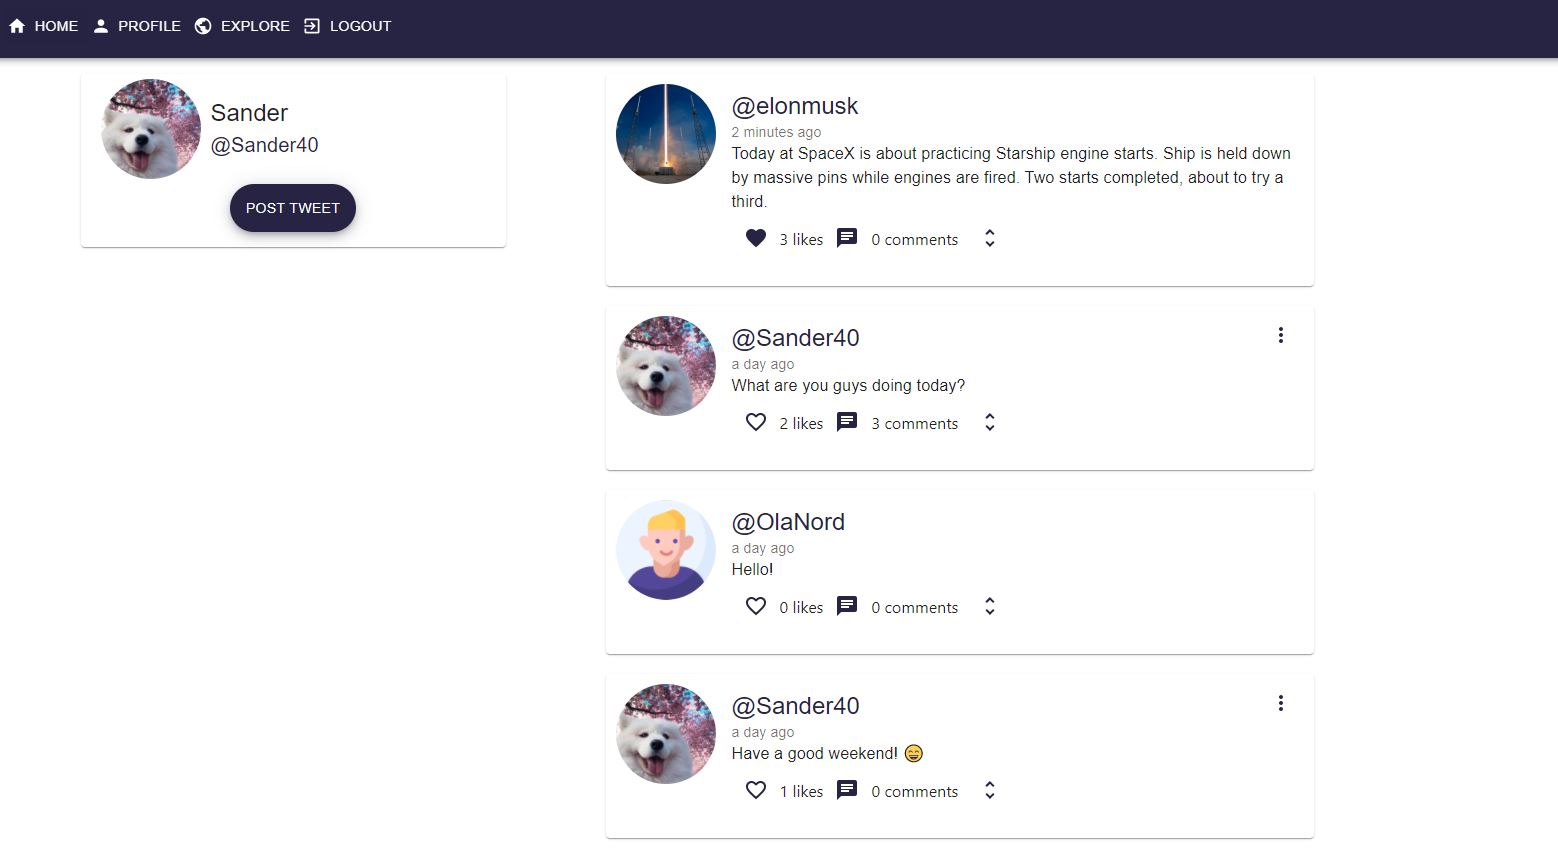 HOME PROFILE EXPLORE LOGOUT
Sander
@Sander40
POST TWEET
@elonmusk
2 minutes ago
Today at SpaceX is about practicing Starship engine starts. Ship is held down
by massive pins while engines are fired. Two starts completed, about to try a
third.
3 likes 0 comments
@Sander40
a day ago
What are you guys doing today?
2 likes 3 comments
@OlaNord
a day ago
Hello!
0 likes 0 comments
@Sander40
a day ago
Have a good weekend! 😄
1 likes 0 comments